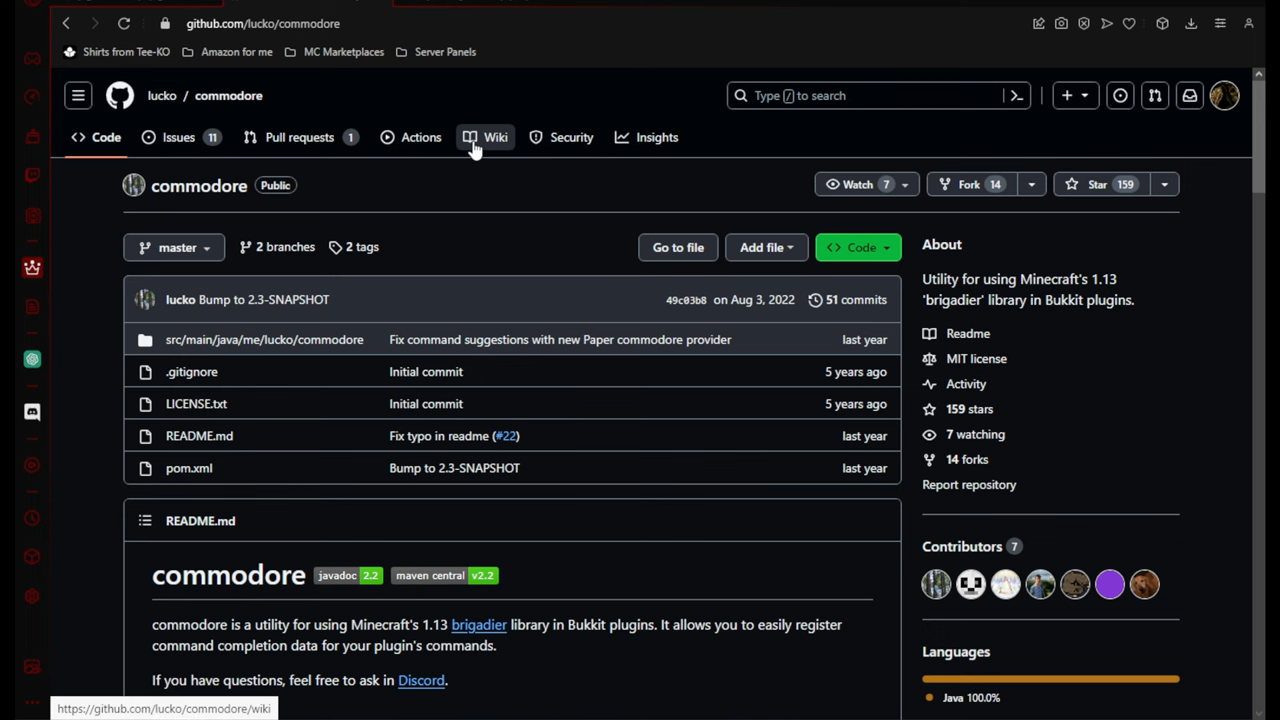 github.com/lucko/commodore
Shirts from Tee-KO
Amazon for me
MC Marketplaces
Server Panels
lucko / commodore
Type / to search
Code
Issues 11
Pull requests 1
Actions
Wiki
Security
Insights
commodore Public
Watch 7
Fork 14
Star 159
master
2 branches
2 tags
Go to file
Add file
Code
lucko Bump to 2.3-SNAPSHOT 49c03b8 on Aug 3, 2022 51 commits
src/main/java/me/lucko/commodore Fix command suggestions with new Paper commodore provider last year
.gitignore Initial commit 5 years ago
LICENSE.txt Initial commit 5 years ago
README.md Fix typo in readme (#22) last year
pom.xml Bump to 2.3-SNAPSHOT last year
README.md
commodore javadoc 2.2 maven central v2.2
commodore is a utility for using Minecraft's 1.13 brigadier library in Bukkit plugins. It allows you to easily register
command completion data for your plugin's commands.
If you have questions, feel free to ask in Discord.
About
Utility for using Minecraft's 1.13
'brigadier' library in Bukkit plugins.
Readme
MIT license
Activity
159 stars
7 watching
14 forks
Report repository
Contributors 7
Languages
Java 100.0%
https://github.com/lucko/commodore/wiki